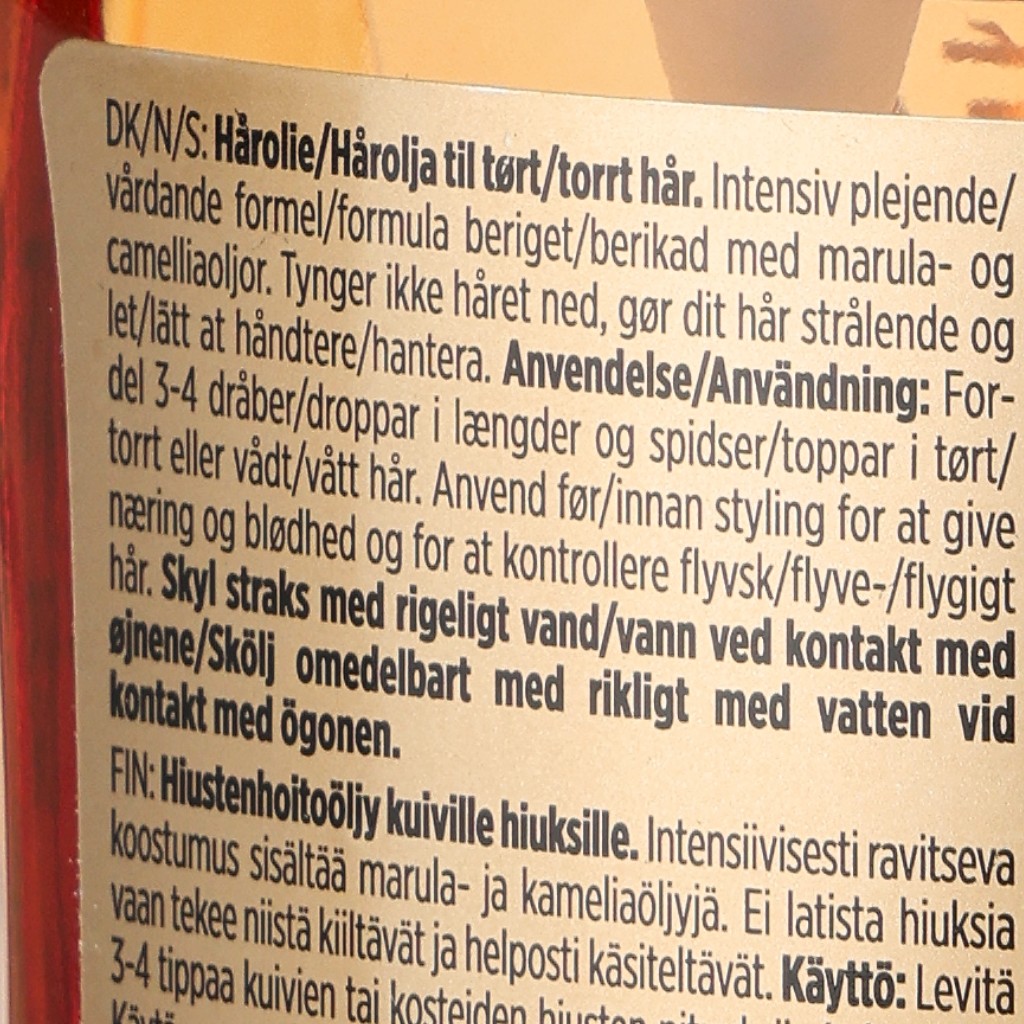 DK/N/S: Hårolie/Hårolja til tørt/torrt hår. Intensiv plejende/
vårdande formel/formula beriget/berikad med marula- og
camelliaoljor. Tynger ikke håret ned, gør dit hår strålende og
let/lätt at håndtere/hantera. Anvendelse/Användning: For-
del 3-4 dråber/droppar i længder og spidser/toppar i tørt/
torrt eller vådt/vått hår. Anvend før/innan styling for at give
næring og blødhed og for at kontrollere flyvsk/flyve-/flygigt
hår. Skyl straks med rigeligt vand/vann ved kontakt med
øjnene/Skölj omedelbart med rikligt med vatten vid
kontakt med ögonen.
FIN: Hiustenhoitoöljy kuiville hiuksille. Intensiivisesti ravitseva
koostumus sisältää marula- ja kameliaöljyjä. Ei latista hiuksia
vaan tekee niistä kiiltävät ja helposti käsiteltävät. Käyttö: Levitä
3-4 tippaa kuivien tai kosteiden hiusten